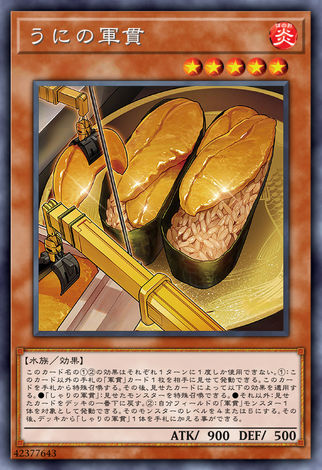 うにの軍貫
炎
【水族／効果】
このカード名の①②の効果はそれぞれ１ターンに１度しか使用できない。①：こ
のカード以外の手札の「軍貫」カード１枚を相手に見せて発動できる。このカー
ドを手札から特殊召喚する。その後、見せたカードによって以下の効果を適用す
る。●「しゃりの軍貫」：見せたモンスターを特殊召喚できる。●それ以外：見せ
たカードをデッキの一番下に戻す。②：自分フィールドの「軍貫」モンスター１
体を対象として発動できる。そのモンスターのレベルを４または５にする。その
後、デッキから「しゃりの軍貫」１体を手札に加える事ができる。
ATK/ 900 DEF/ 500
42377643